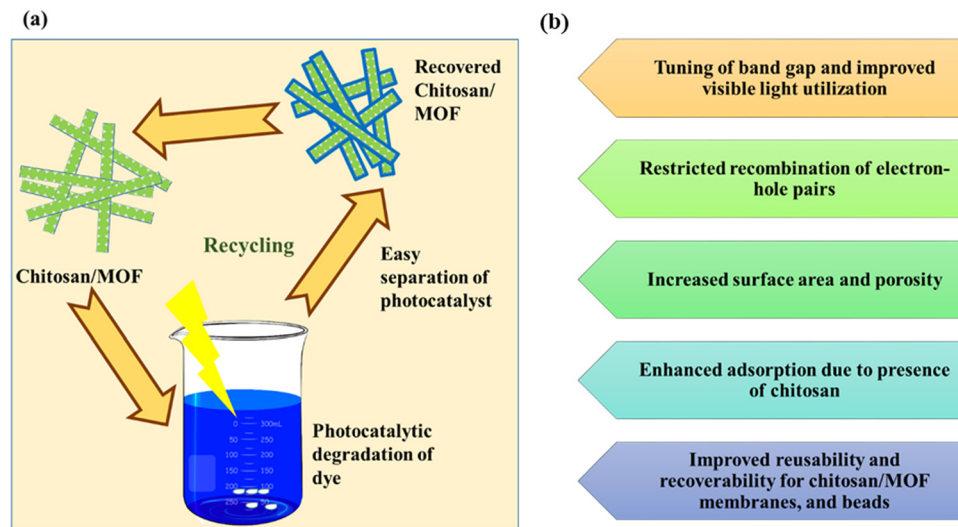 (a)
Recovered
Chitosan/
MOF
Recycling
Chitosan/MOF
Easy
separation of
photocatalyst
0 300mL
50 250
100 200
150 150
200 100
250 50
Photocatalytic
degradation of
dye
(b)
Tuning of band gap and improved
visible light utilization
Restricted recombination of electron-
hole pairs
Increased surface area and porosity
Enhanced adsorption due to presence
of chitosan
Improved reusability and
recoverability for chitosan/MOF
membranes, and beads